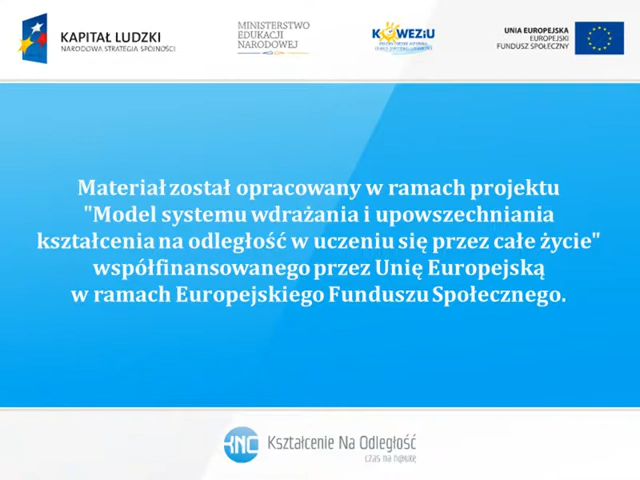 KAPITAŁ LUDZKI
NARODOWA STRATEGIA SPÓJNOŚCI
MINISTERSTWO
EDUKACJI
NARODOWEJ
KOWEZiU
UNIA EUROPEJSKA
EUROPEJSKI
FUNDUSZ SPOŁECZNY
Materiał został opracowany w ramach projektu
"Model systemu wdrażania i upowszechniania
kształcenia na odległość w uczeniu się przez całe życie"
współfinansowanego przez Unię Europejską
w ramach Europejskiego Funduszu Społecznego.
KNO Kształcenie Na Odległość
czas na naukę